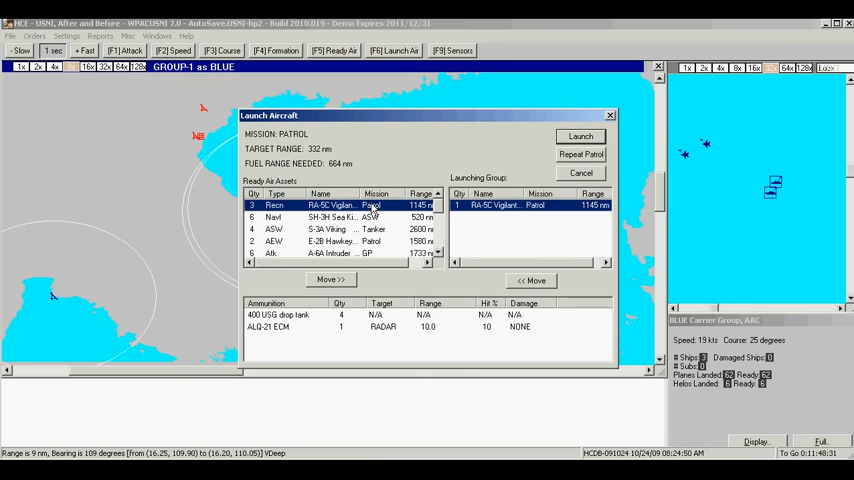 HCE - USNI, After and Before - WPACUSNI 7.0 - AutoSave.USNI-hp2 - Build 2010.019 - Demo Expires 2011/12/31
File Orders Settings Reports Misc Windows Help
- Slow 1 sec + Fast [F1] Attack [F2] Speed [F3] Course [F4] Formation [F5] Ready Air [F6] Launch Air [F9] Sensors
1x 2x 4x 16x 32x 64x 128x GROUP-1 as BLUE
1x 2x 4x 8x 16x 64x 128x
Launch Aircraft
MISSION: PATROL
TARGET RANGE: 332 nm
FUEL RANGE NEEDED: 664 nm
Launch
Repeat Patrol
Cancel
Ready Air Assets
Qty Type Name Mission Range
3 Recn RA-5C Vigilan... Patrol 1145 n
6 Navl SH-3H Sea Ki... ASW 520 nm
4 ASW S-3A Viking ... Tanker 2600 n
2 AEW E-2B Hawkey... Patrol 1580 n
6 Atk A-6A Intruder ... GP 1733 n
Launching Group:
Qty Name Mission Range
1 RA-5C Vigilant... Patrol 1145 nm
Move >>
<< Move
Ammunition Qty Target Range Hit % Damage
400 USG drop tank 4 N/A N/A N/A N/A
ALQ-21 ECM 1 RADAR 10.0 10 NONE
BLUE Carrier Group, AAC
Speed: 19 kts Course: 25 degrees
# Ships: 3 Damaged Ships: 0
# Subs: 0
Planes Landed: 62 Ready: 62
Helos Landed: 6 Ready: 6
Display.. Full..
Range is 9 nm, Bearing is 109 degrees [from (16.25, 109.90) to (16.20, 110.05)] VDeep
HCDB-091024 10/24/09 08:24:50 AM To Go 0:11:48:31